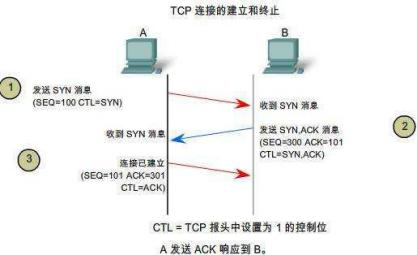 TCP 连接的建立和终止
A
B
1
发送 SYN 消息
(SEQ=100 CTL=SYN)
收到 SYN 消息
2
发送 SYN,ACK 消息
(SEQ=300 ACK=101
CTL=SYN,ACK)
收到 SYN 消息
3
连接已建立
(SEQ=101 ACK=301
CTL=ACK)
CTL = TCP 报头中设置为 1 的控制位
A 发送 ACK 响应到 B。